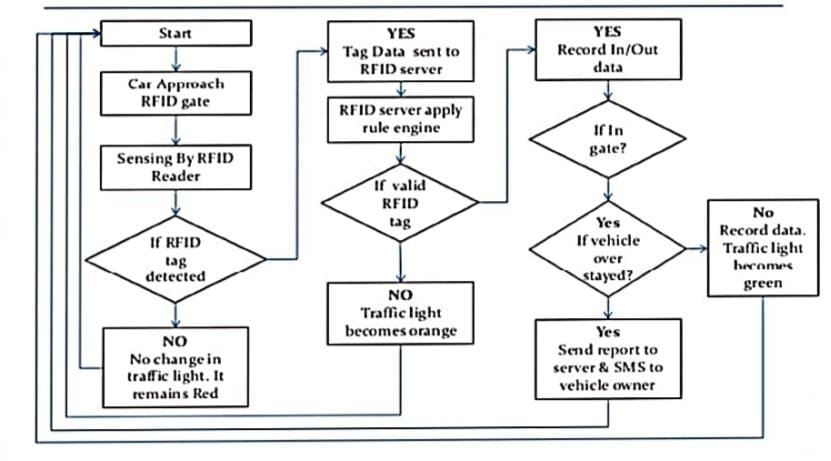 Start
Car Approach
RFID gate
Sensing By RFID
Reader
If RFID
tag
detected
NO
No change in
traffic light. It
remains Red
YES
Tag Data sent to
RFID server
RFID server apply
rule engine
If valid
RFID
tag
NO
Traffic light
becomes orange
YES
Record In/Out
data
If In
gate?
Yes
If vehicle
over
stayed?
Yes
Send report to
server & SMS to
vehicle owner
No
Record data.
Traffic light
becomes
green